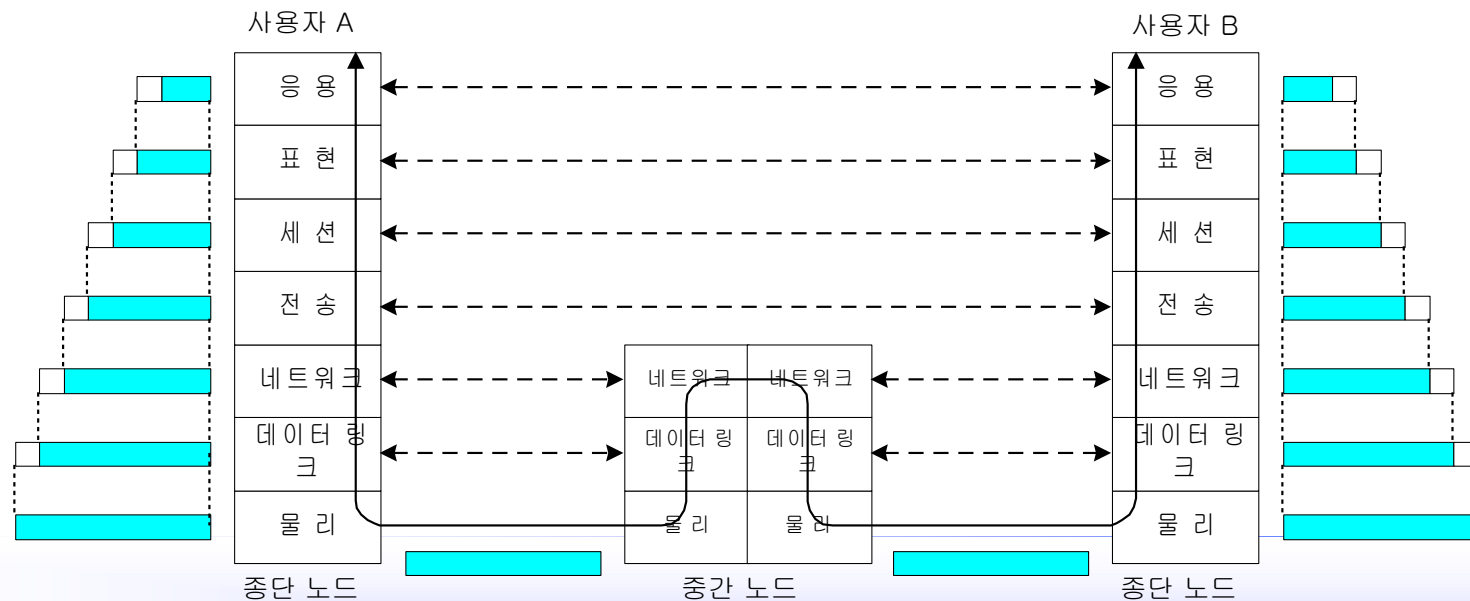 사용자 A
사용자 B
응 용
응 용
표 현
표 현
세 션
세 션
전 송
전 송
네트워크
네트워크
네트워크
네트워크
데이터 링
크
데이터 링
크
데이터 링
크
데이터 링
크
물 리
물 리
물 리
물 리
종단 노드
중간 노드
종단 노드